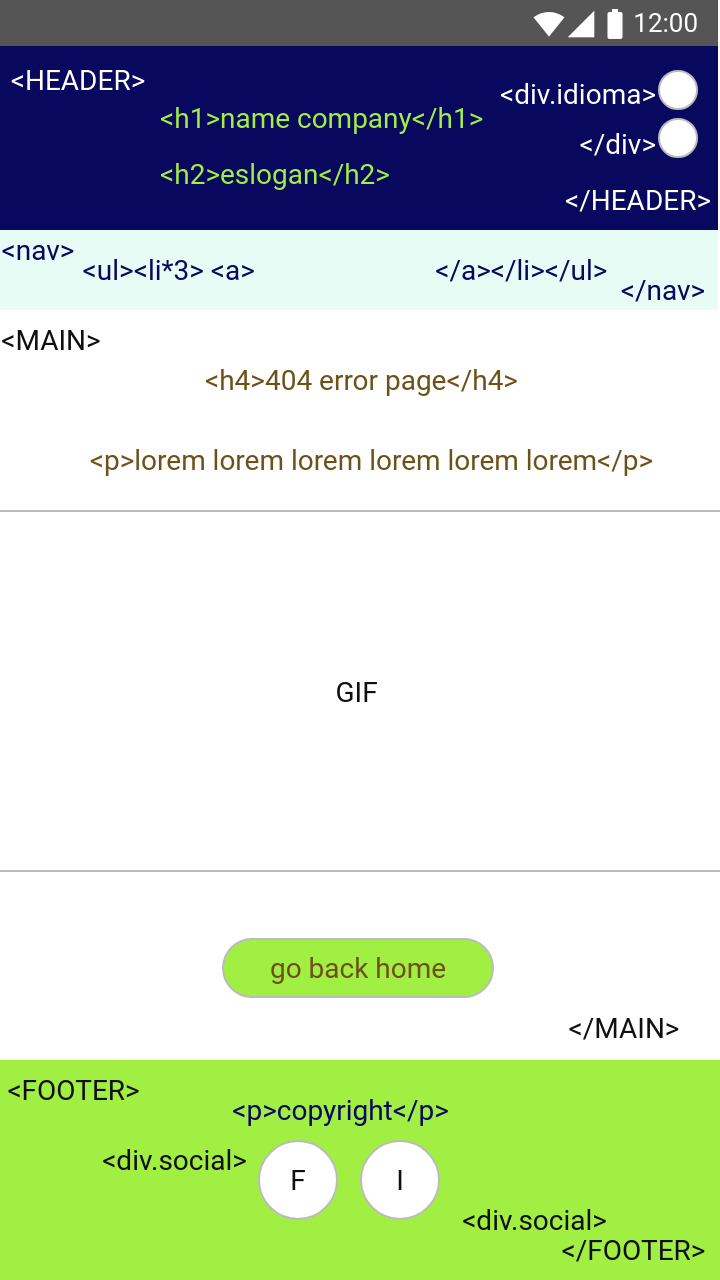 12:00
<HEADER>
<div.idioma>
<h1>name company</h1>
</div>
<h2>eslogan</h2>
</HEADER>
<nav>
<ul><li*3> <a> </a></li></ul>
</nav>
<MAIN>
<h4>404 error page</h4>
<p>lorem lorem lorem lorem lorem lorem</p>
GIF
go back home
</MAIN>
<FOOTER>
<p>copyright</p>
<div.social>
F I
<div.social>
</FOOTER>